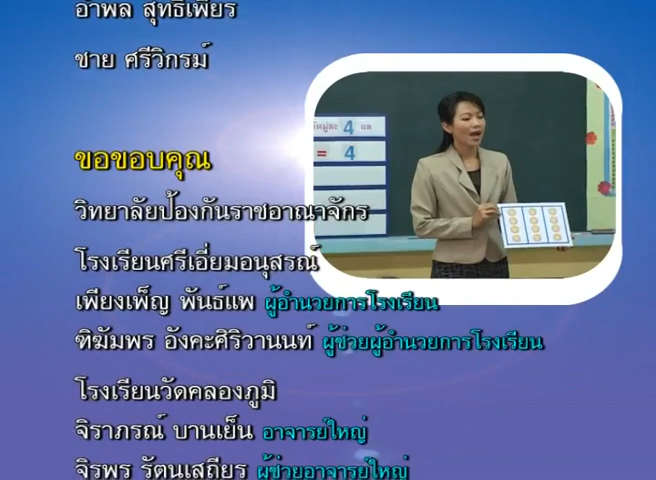 อำพล สุทธิเพียร
ชาย ศรีวิกรม์
ขอขอบคุณ
วิทยาลัยป้องกันราชอาณาจักร
โรงเรียนศรีเอี่ยมอนุสรณ์
เพียงเพ็ญ พันธ์แพ ผู้อำนวยการโรงเรียน
ฑิฆัมพร อังคะศิริวานนท์ ผู้ช่วยผู้อำนวยการโรงเรียน
โรงเรียนวัดคลองภูมิ
จิราภรณ์ บานเย็น อาจารย์ใหญ่
จิรพร รัตนเสถียร ผู้ช่วยอาจารย์ใหญ่
หมู่ละ 4 ผล
= 4